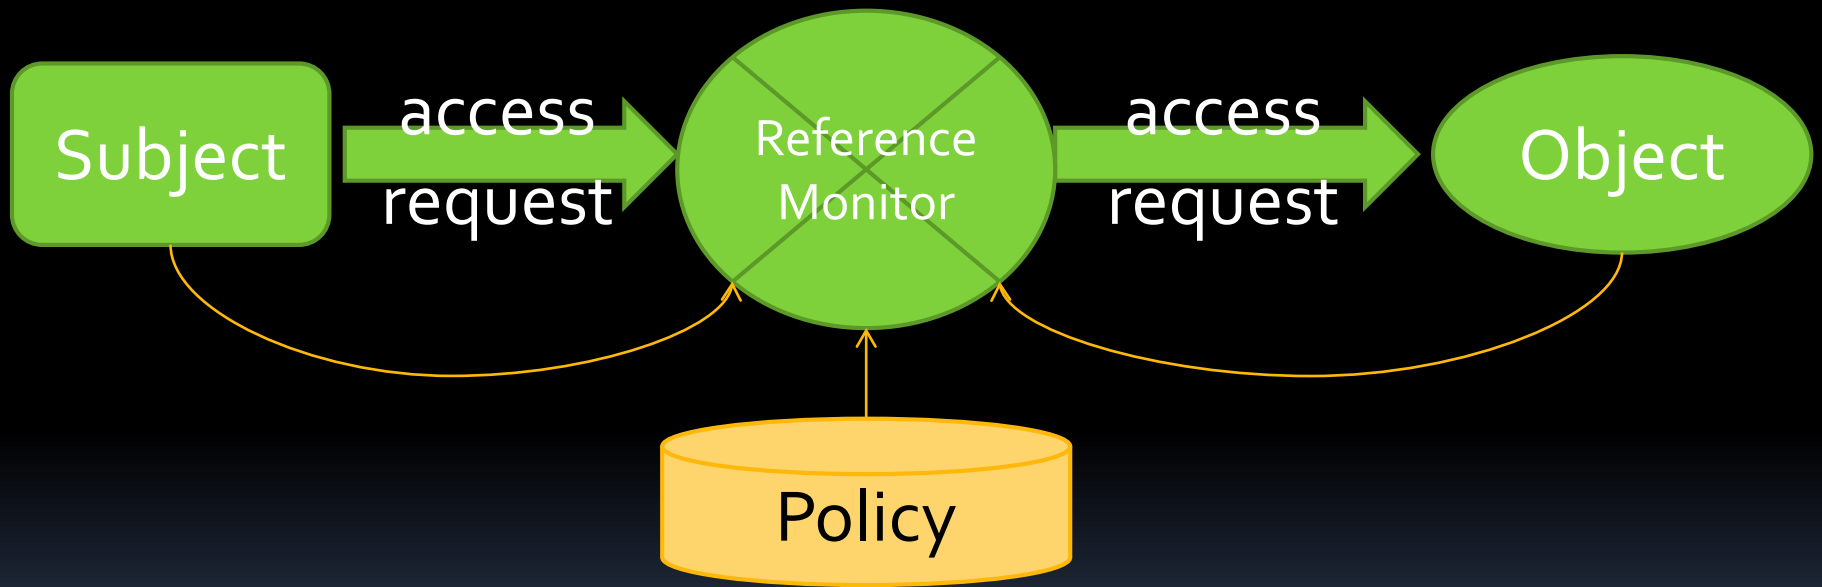 Subject
access
request
Reference
Monitor
access
request
Object
Policy